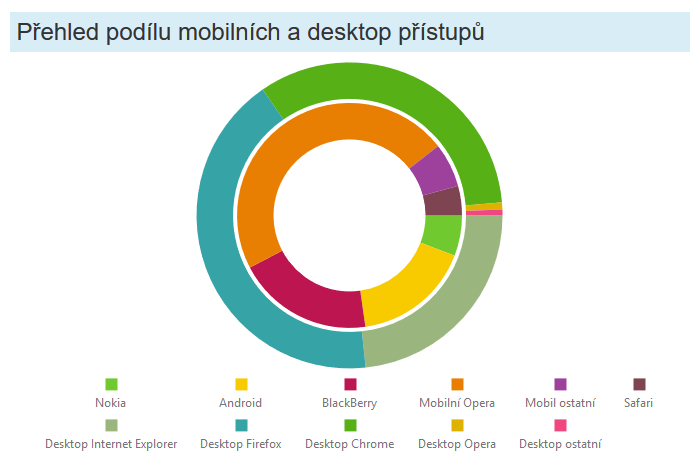 Přehled podílu mobilních a desktop přístupů
Nokia Android BlackBerry Mobilní Opera Mobil ostatní Safari
Desktop Internet Explorer Desktop Firefox Desktop Chrome Desktop Opera Desktop ostatní